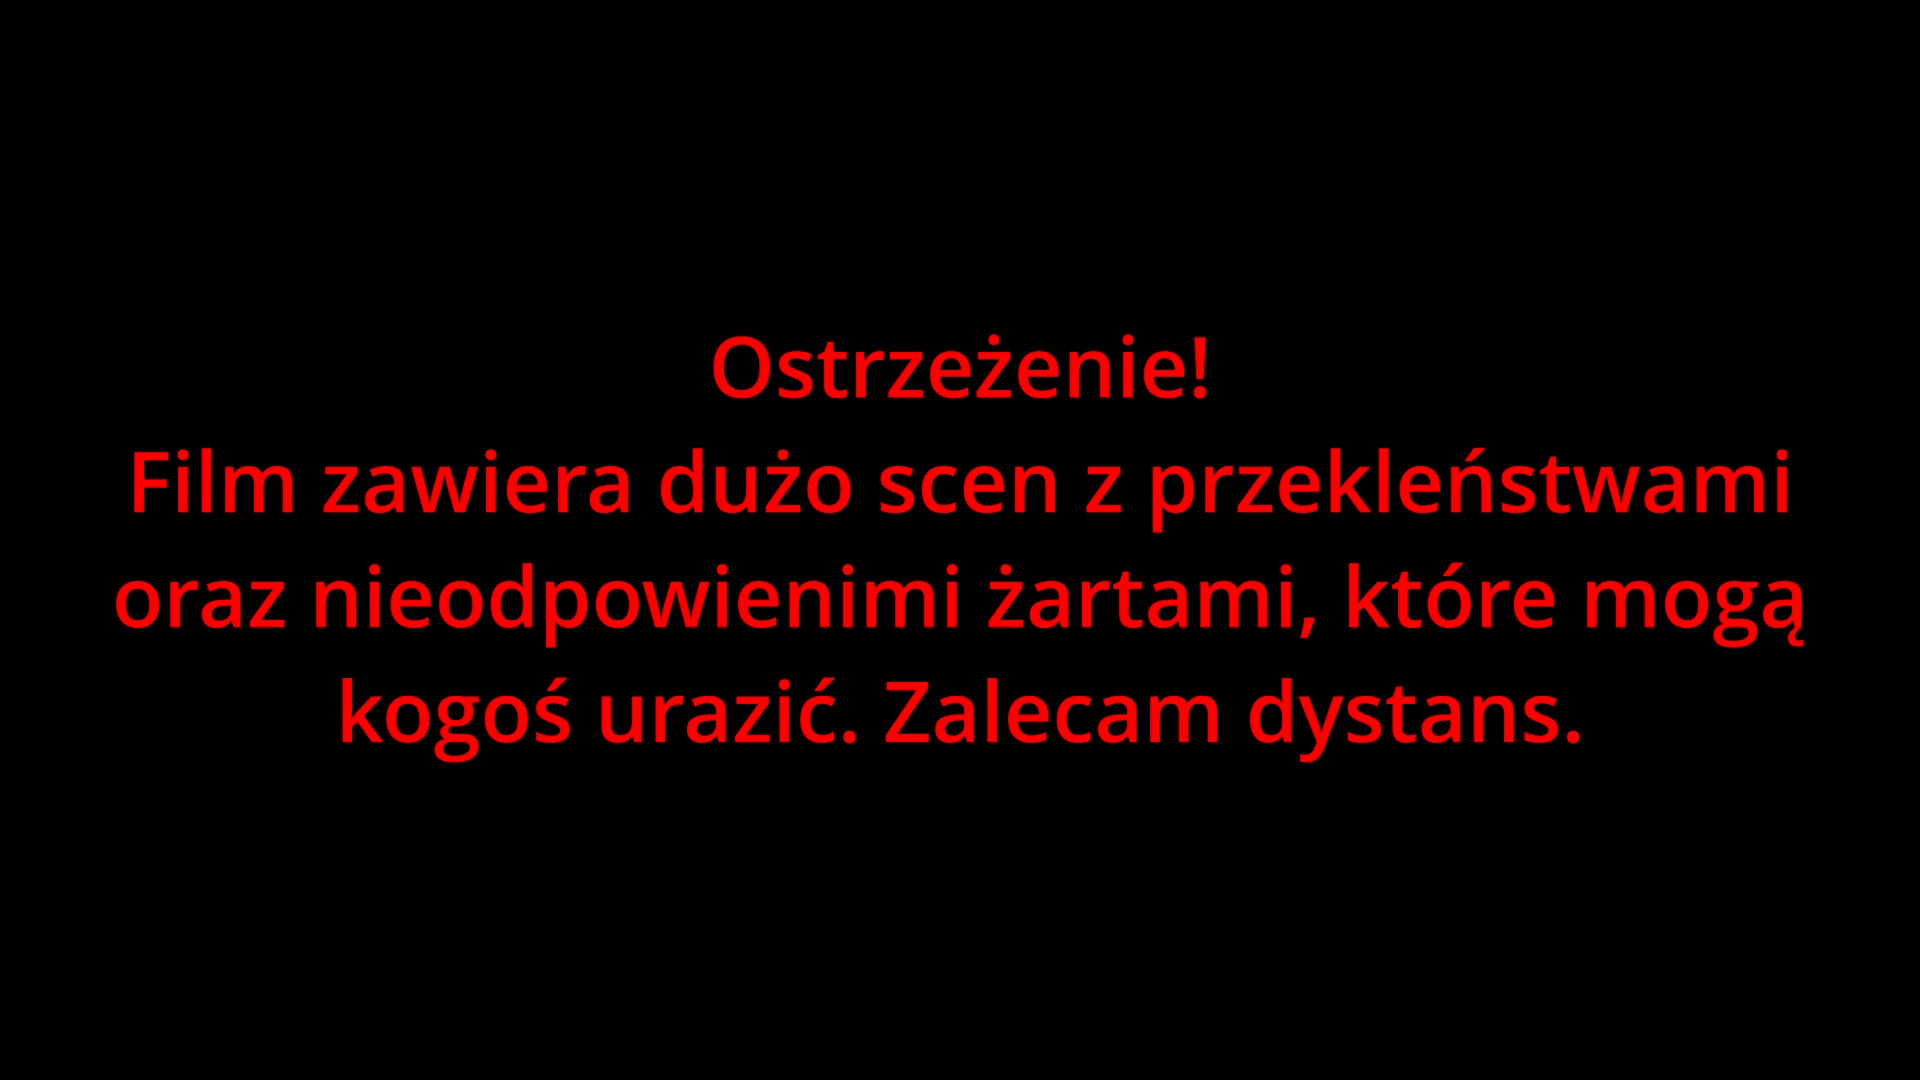 Ostrzeżenie!
Film zawiera dużo scen z przekleństwami
oraz nieodpowienimi żartami, które mogą
kogoś urazić. Zalecam dystans.